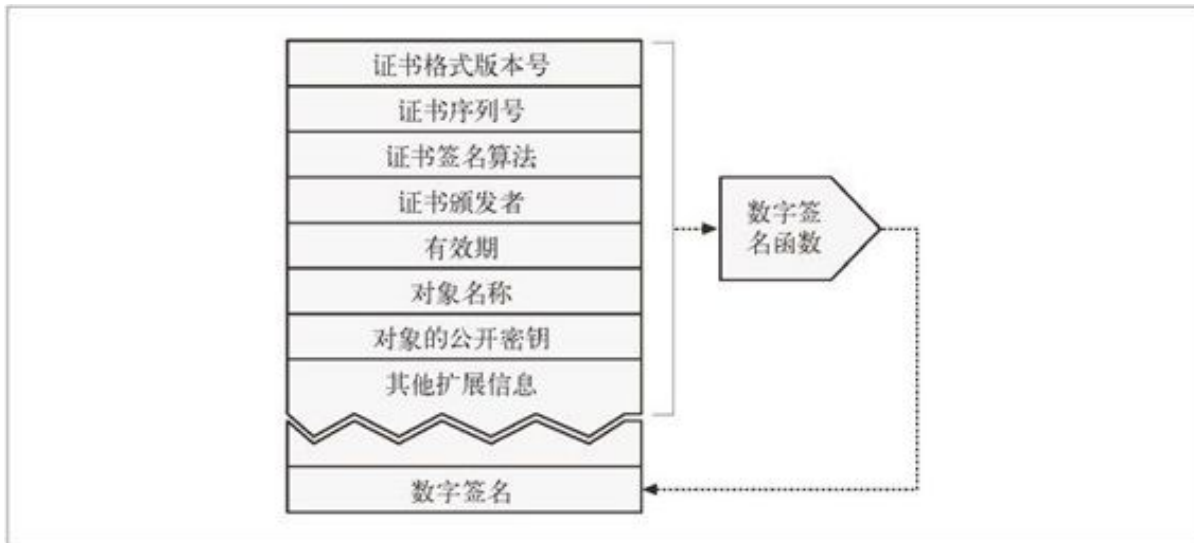 证书格式版本号
证书序列号
证书签名算法
证书颁发者
有效期
对象名称
对象的公开密钥
其他扩展信息
数字签
名函数
数字签名